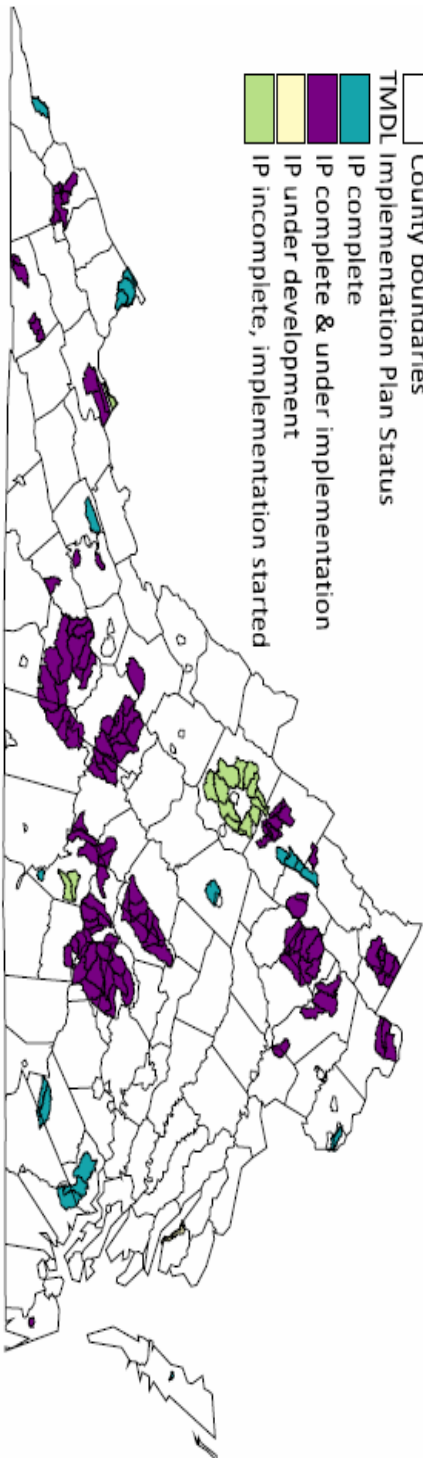 County boundaries
TMDL Implementation Plan Status
IP complete
IP complete & under implementation
IP under development
IP incomplete, implementation started